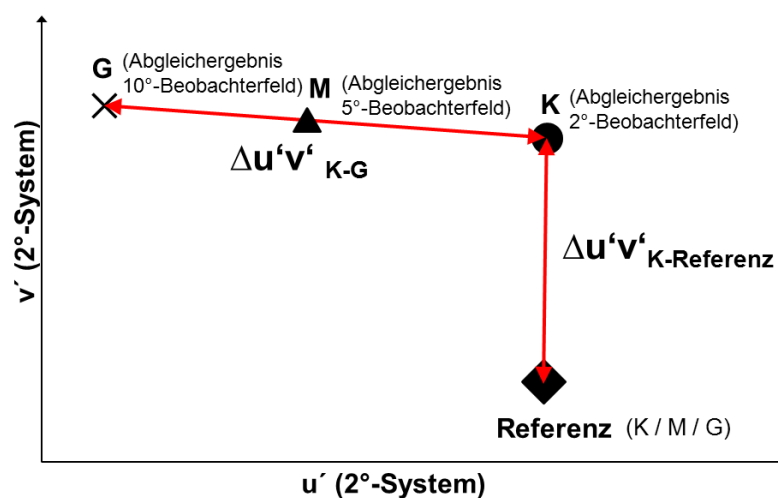 G (Abgleichergebnis
10°-Beobachterfeld)
M (Abgleichergebnis
5°-Beobachterfeld)
K (Abgleichergebnis
2°-Beobachterfeld)
Δu‘v‘ K-G
Δu‘v‘ K-Referenz
Referenz (K / M / G)
v´ (2°-System)
u´ (2°-System)